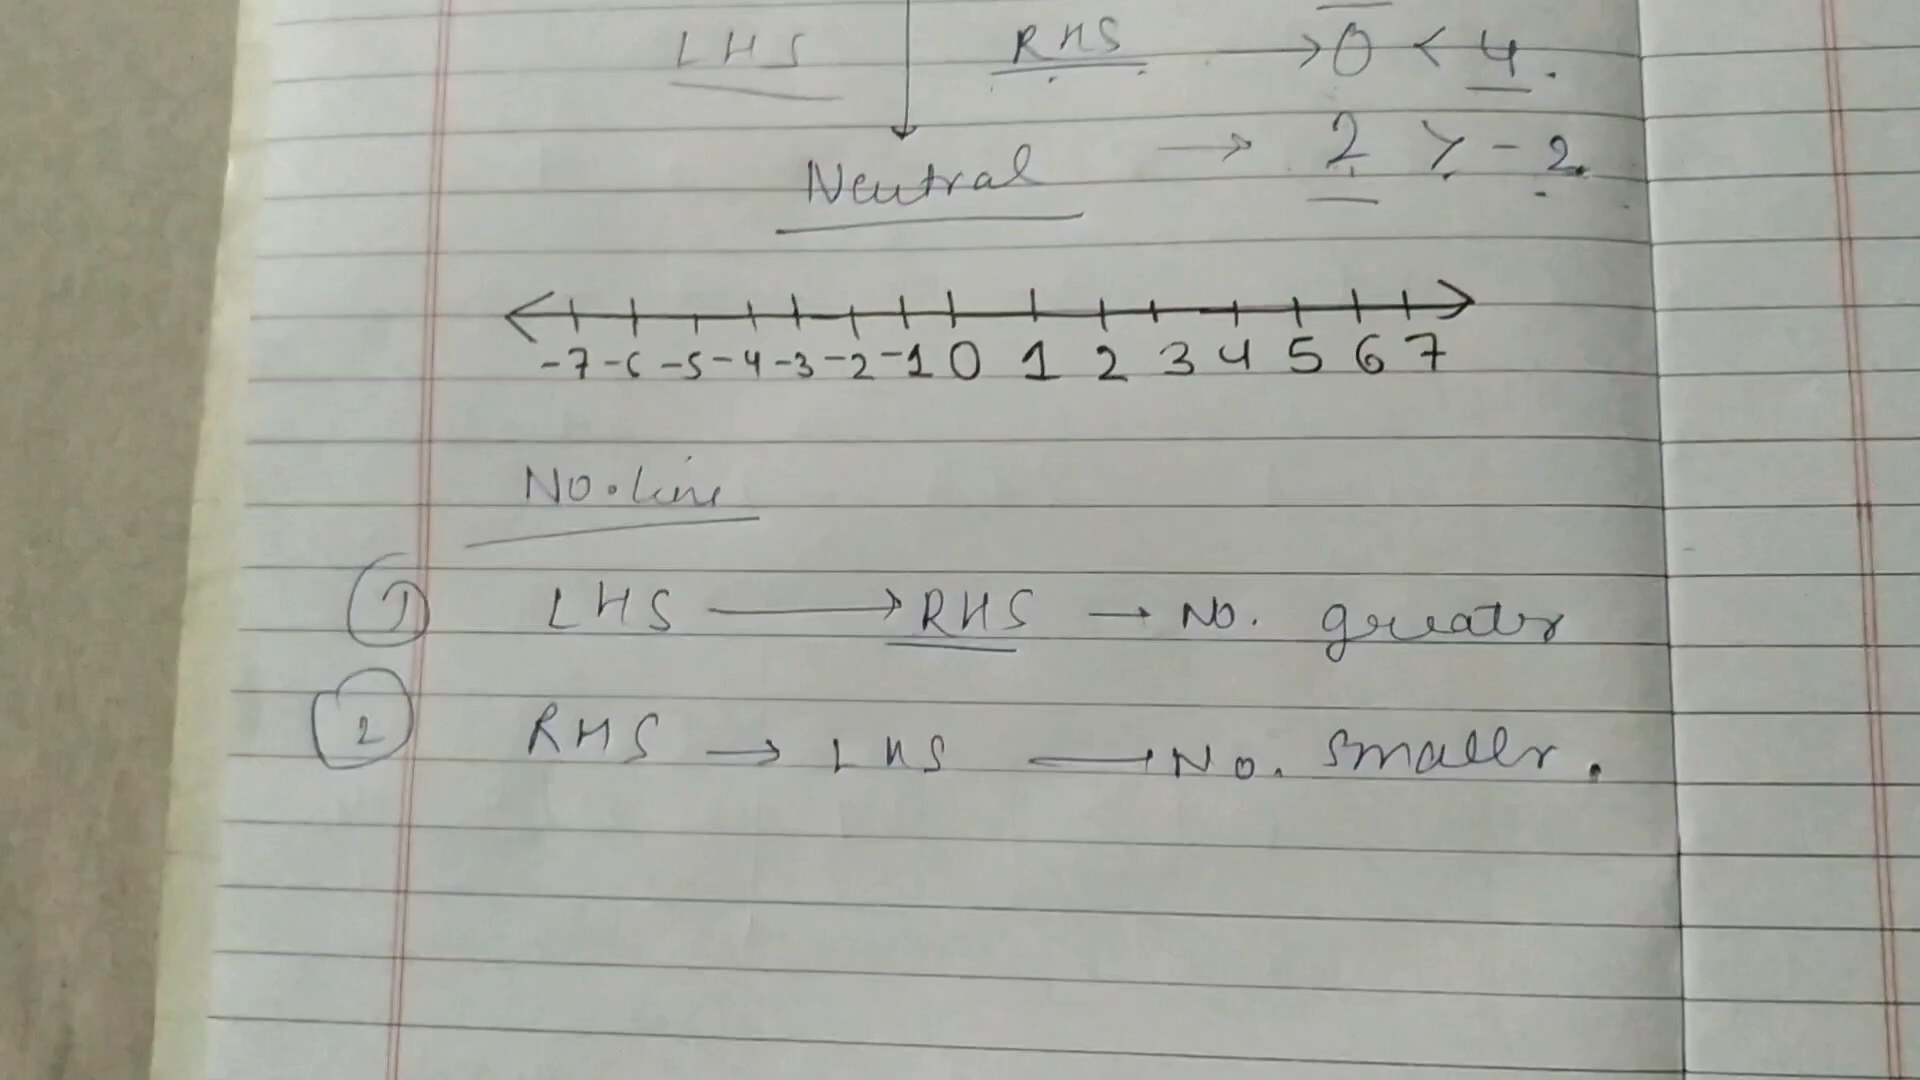 LHS RHS → 0 < 4.
Neutral → 2 > -2.
-7 -6 -5 -4 -3 -2 -1 0 1 2 3 4 5 6 7
No. line
① LHS → RHS → No. greater
② RHS → LHS → No. smaller.